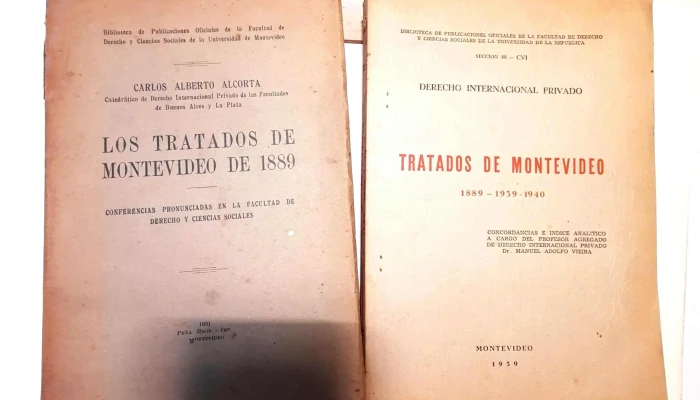 Biblioteca de Publicaciones Oficiales de la Facultad de
Derecho y Ciencias Sociales de la Universidad de Montevideo
CARLOS ALBERTO ALCORTA
Catedrático de Derecho Internacional Privado de las Facultades
de Buenos Aires y La Plata
LOS TRATADOS DE
MONTEVIDEO DE 1889
CONFERENCIAS PRONUNCIADAS EN LA FACULTAD DE
DERECHO Y CIENCIAS SOCIALES
1931
Peña Hnos. — Imp.
Montevideo
BIBLIOTECA DE PUBLICACIONES OFICIALES DE LA FACULTAD DE DERECHO
Y CIENCIAS SOCIALES DE LA UNIVERSIDAD DE LA REPUBLICA
SECCION III — CVI
DERECHO INTERNACIONAL PRIVADO
TRATADOS DE MONTEVIDEO
1889 - 1939 - 1940
CONCORDANCIAS E INDICE ANALITICO
A CARGO DEL PROFESOR AGREGADO
DE DERECHO INTERNACIONAL PRIVADO
Dr. MANUEL ADOLFO VIEIRA
MONTEVIDEO
1959